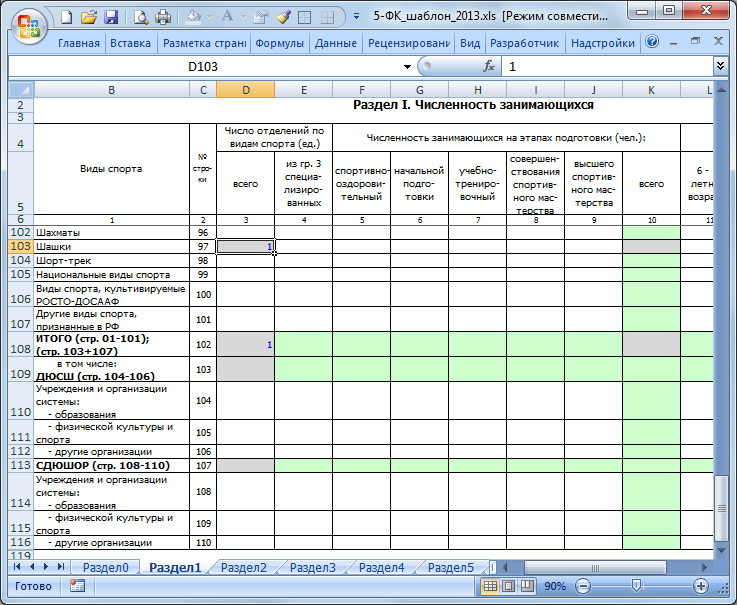 5-ФК_шаблон_2013.xls [Режим совмести...
Главная Вставка Разметка страни Формулы Данные Рецензировани Вид Разработчик Надстройки
D103 fx 1
B C D E F G H I J K L
2 Раздел I. Численность занимающихся
3
4 Виды спорта № стро-ки Число отделений по видам спорта (ед.) Численность занимающихся на этапах подготовки (чел.):
5 всего из гр. 3 специа-лизиро-ванных спортивно-оздорови-тельный начальной подго-товки учебно-трениро-вочный совершен-ствования спортив-ного мас-терства высшего спортив-ного мас-терства всего 6 - летн возра
6 1 2 3 4 5 6 7 8 9 10 11
102 Шахматы 96
103 Шашки 97 1
104 Шорт-трек 98
105 Национальные виды спорта 99
106 Виды спорта, культивируемые
РОСТО-ДОСААФ 100
107 Другие виды спорта,
признанные в РФ 101
108 ИТОГО (стр. 01-101);
(стр. 103+107) 102 1
109 в том числе:
ДЮСШ (стр. 104-106) 103
110 Учреждения и организации
системы:
- образования 104
111 - физической культуры и
спорта 105
112 - другие организации 106
113 СДЮШОР (стр. 108-110) 107
114 Учреждения и организации
системы:
- образования 108
115 - физической культуры и
спорта 109
116 - другие организации 110
119
Раздел0 Раздел1 Раздел2 Раздел3 Раздел4 Раздел5
Готово 90%